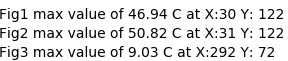 Fig1 max value of 46.94 C at X:30 Y: 122
Fig2 max value of 50.82 C at X:31 Y: 122
Fig3 max value of 9.03 C at X:292 Y: 72